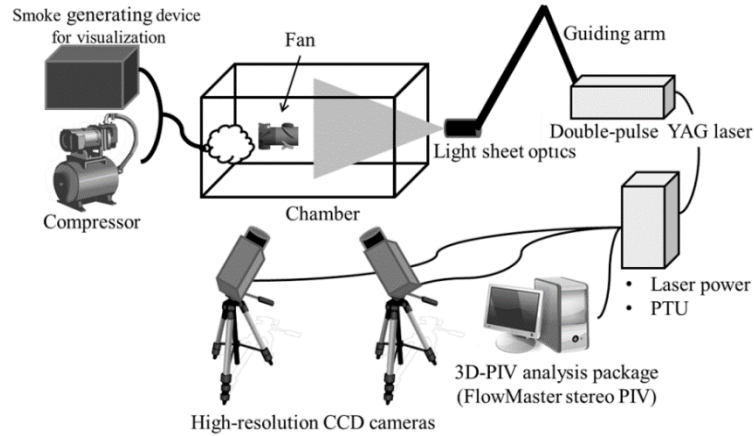 Smoke generating device
for visualization
Fan
Guiding arm
Double-pulse YAG laser
Light sheet optics
Compressor
Chamber
• Laser power
• PTU
3D-PIV analysis package
(FlowMaster stereo PIV)
High-resolution CCD cameras